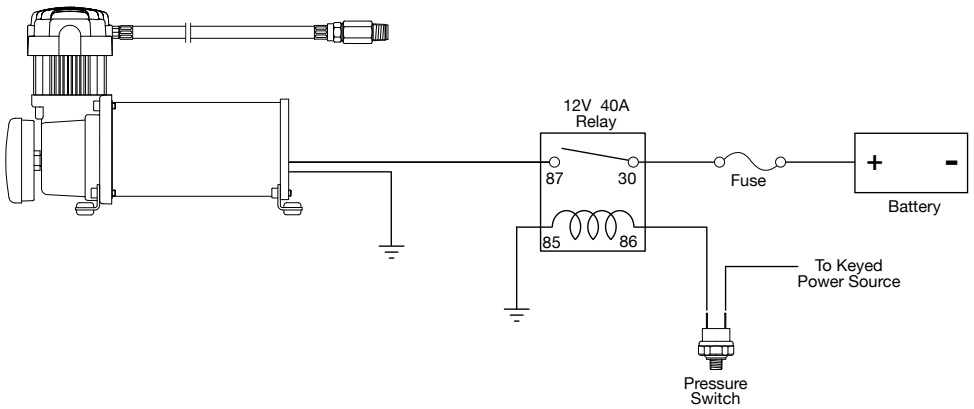 12V 40A
Relay
87
30
Fuse
+
-
Battery
85
86
To Keyed
Power Source
Pressure
Switch